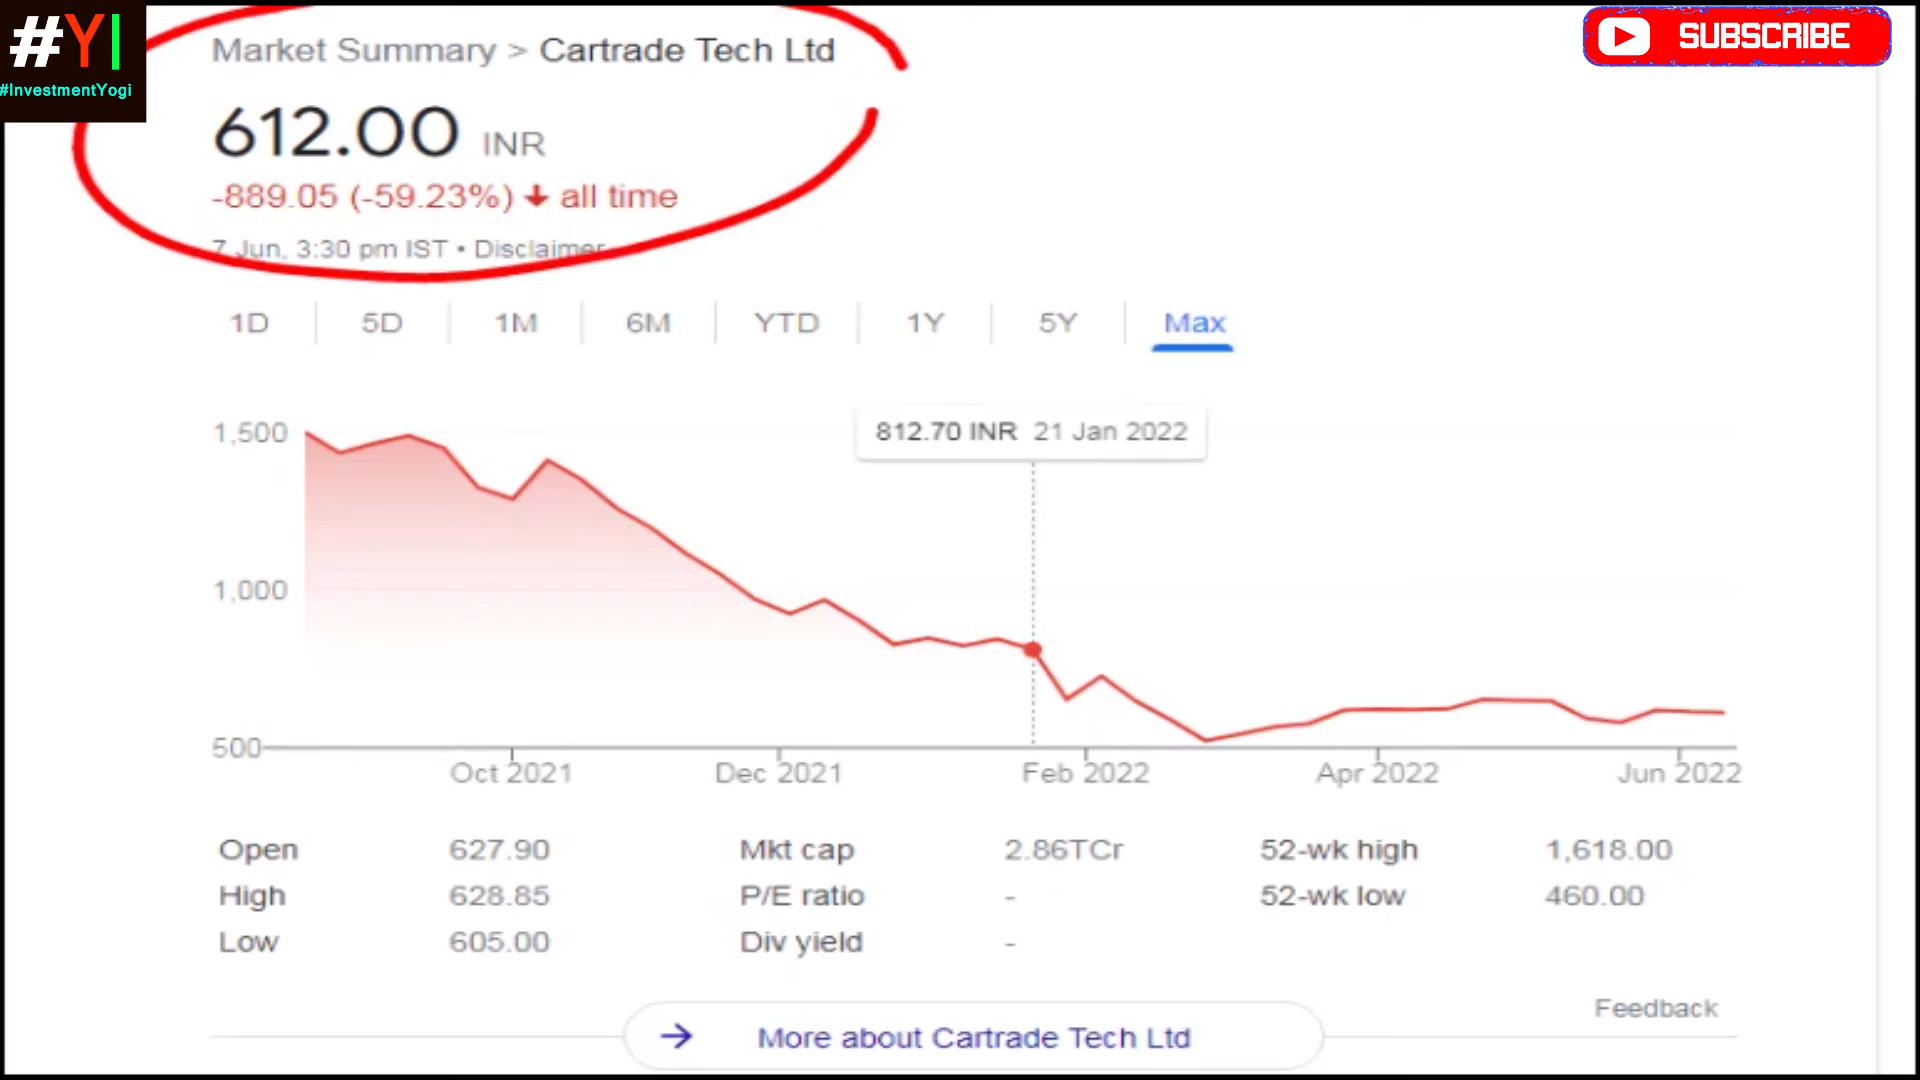 #YI
#InvestmentYogi
SUBSCRIBE
Market Summary > Cartrade Tech Ltd
612.00 INR
-889.05 (-59.23%) ↓ all time
7 Jun, 3:30 pm IST • Disclaimer
1D 5D 1M 6M YTD 1Y 5Y Max
812.70 INR 21 Jan 2022
1,500
1,000
500
Oct 2021 Dec 2021 Feb 2022 Apr 2022 Jun 2022
Open 627.90 Mkt cap 2.86TCr 52-wk high 1,618.00
High 628.85 P/E ratio - 52-wk low 460.00
Low 605.00 Div yield -
Feedback
→ More about Cartrade Tech Ltd